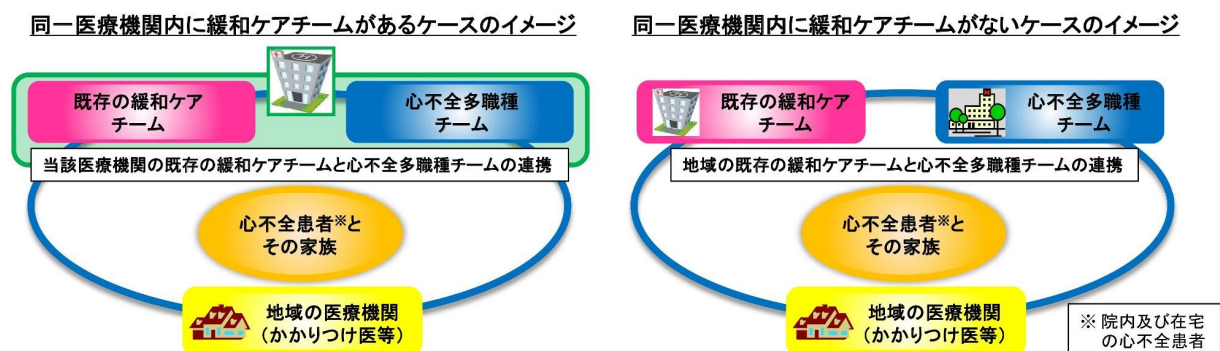 同一医療機関内に緩和ケアチームがあるケースのイメージ
既存の緩和ケア
チーム
心不全多職種
チーム
当該医療機関の既存の緩和ケアチームと心不全多職種チームの連携
心不全患者※と
その家族
地域の医療機関
(かかりつけ医等)
同一医療機関内に緩和ケアチームがないケースのイメージ
既存の緩和ケア
チーム
心不全多職種
チーム
地域の既存の緩和ケアチームと心不全多職種チームの連携
心不全患者※と
その家族
地域の医療機関
(かかりつけ医等)
※ 院内及び在宅
の心不全患者